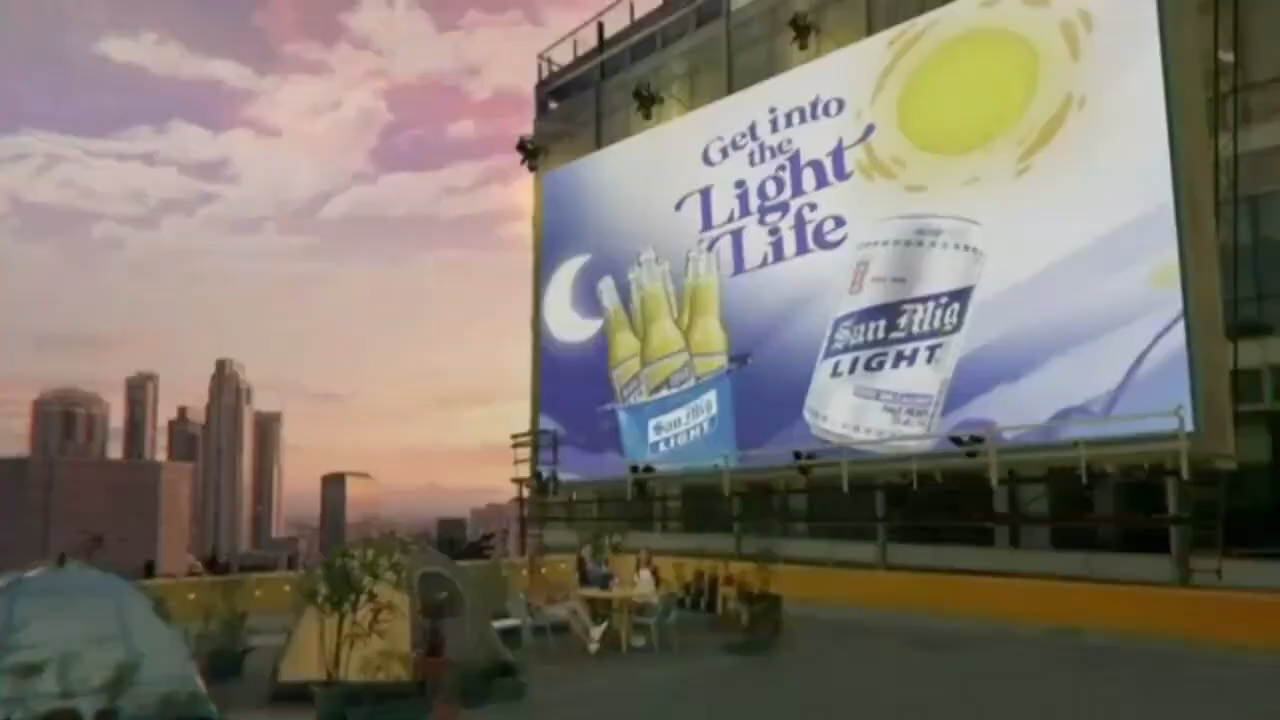 Get into
the
Light
Life
San Mig
LIGHT
San Mig
LIGHT